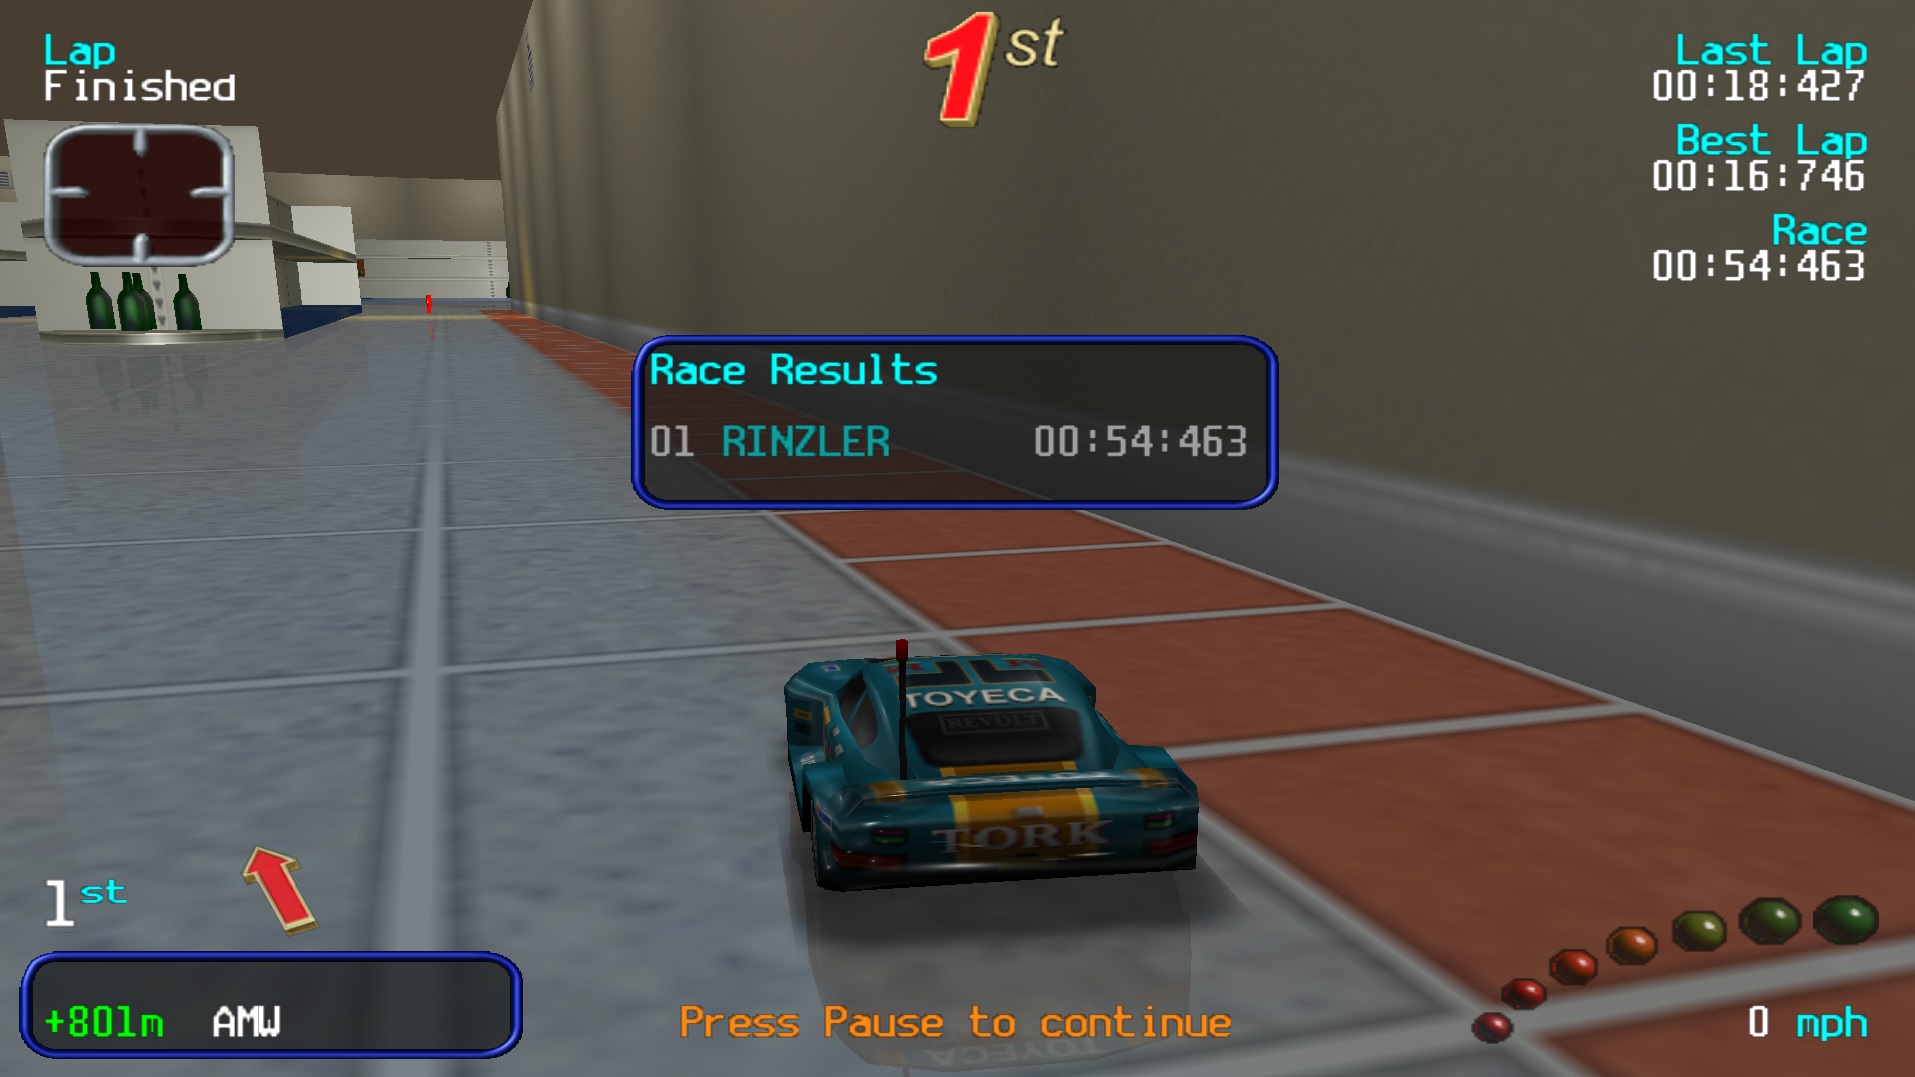 Lap
Finished
1st
Last Lap
00:18:427
Best Lap
00:16:746
Race
00:54:463
Race Results
01 RINZLER 00:54:463
TOYECA
REVOLT
TORK
1st
+801m AMW
Press Pause to continue
0 mph